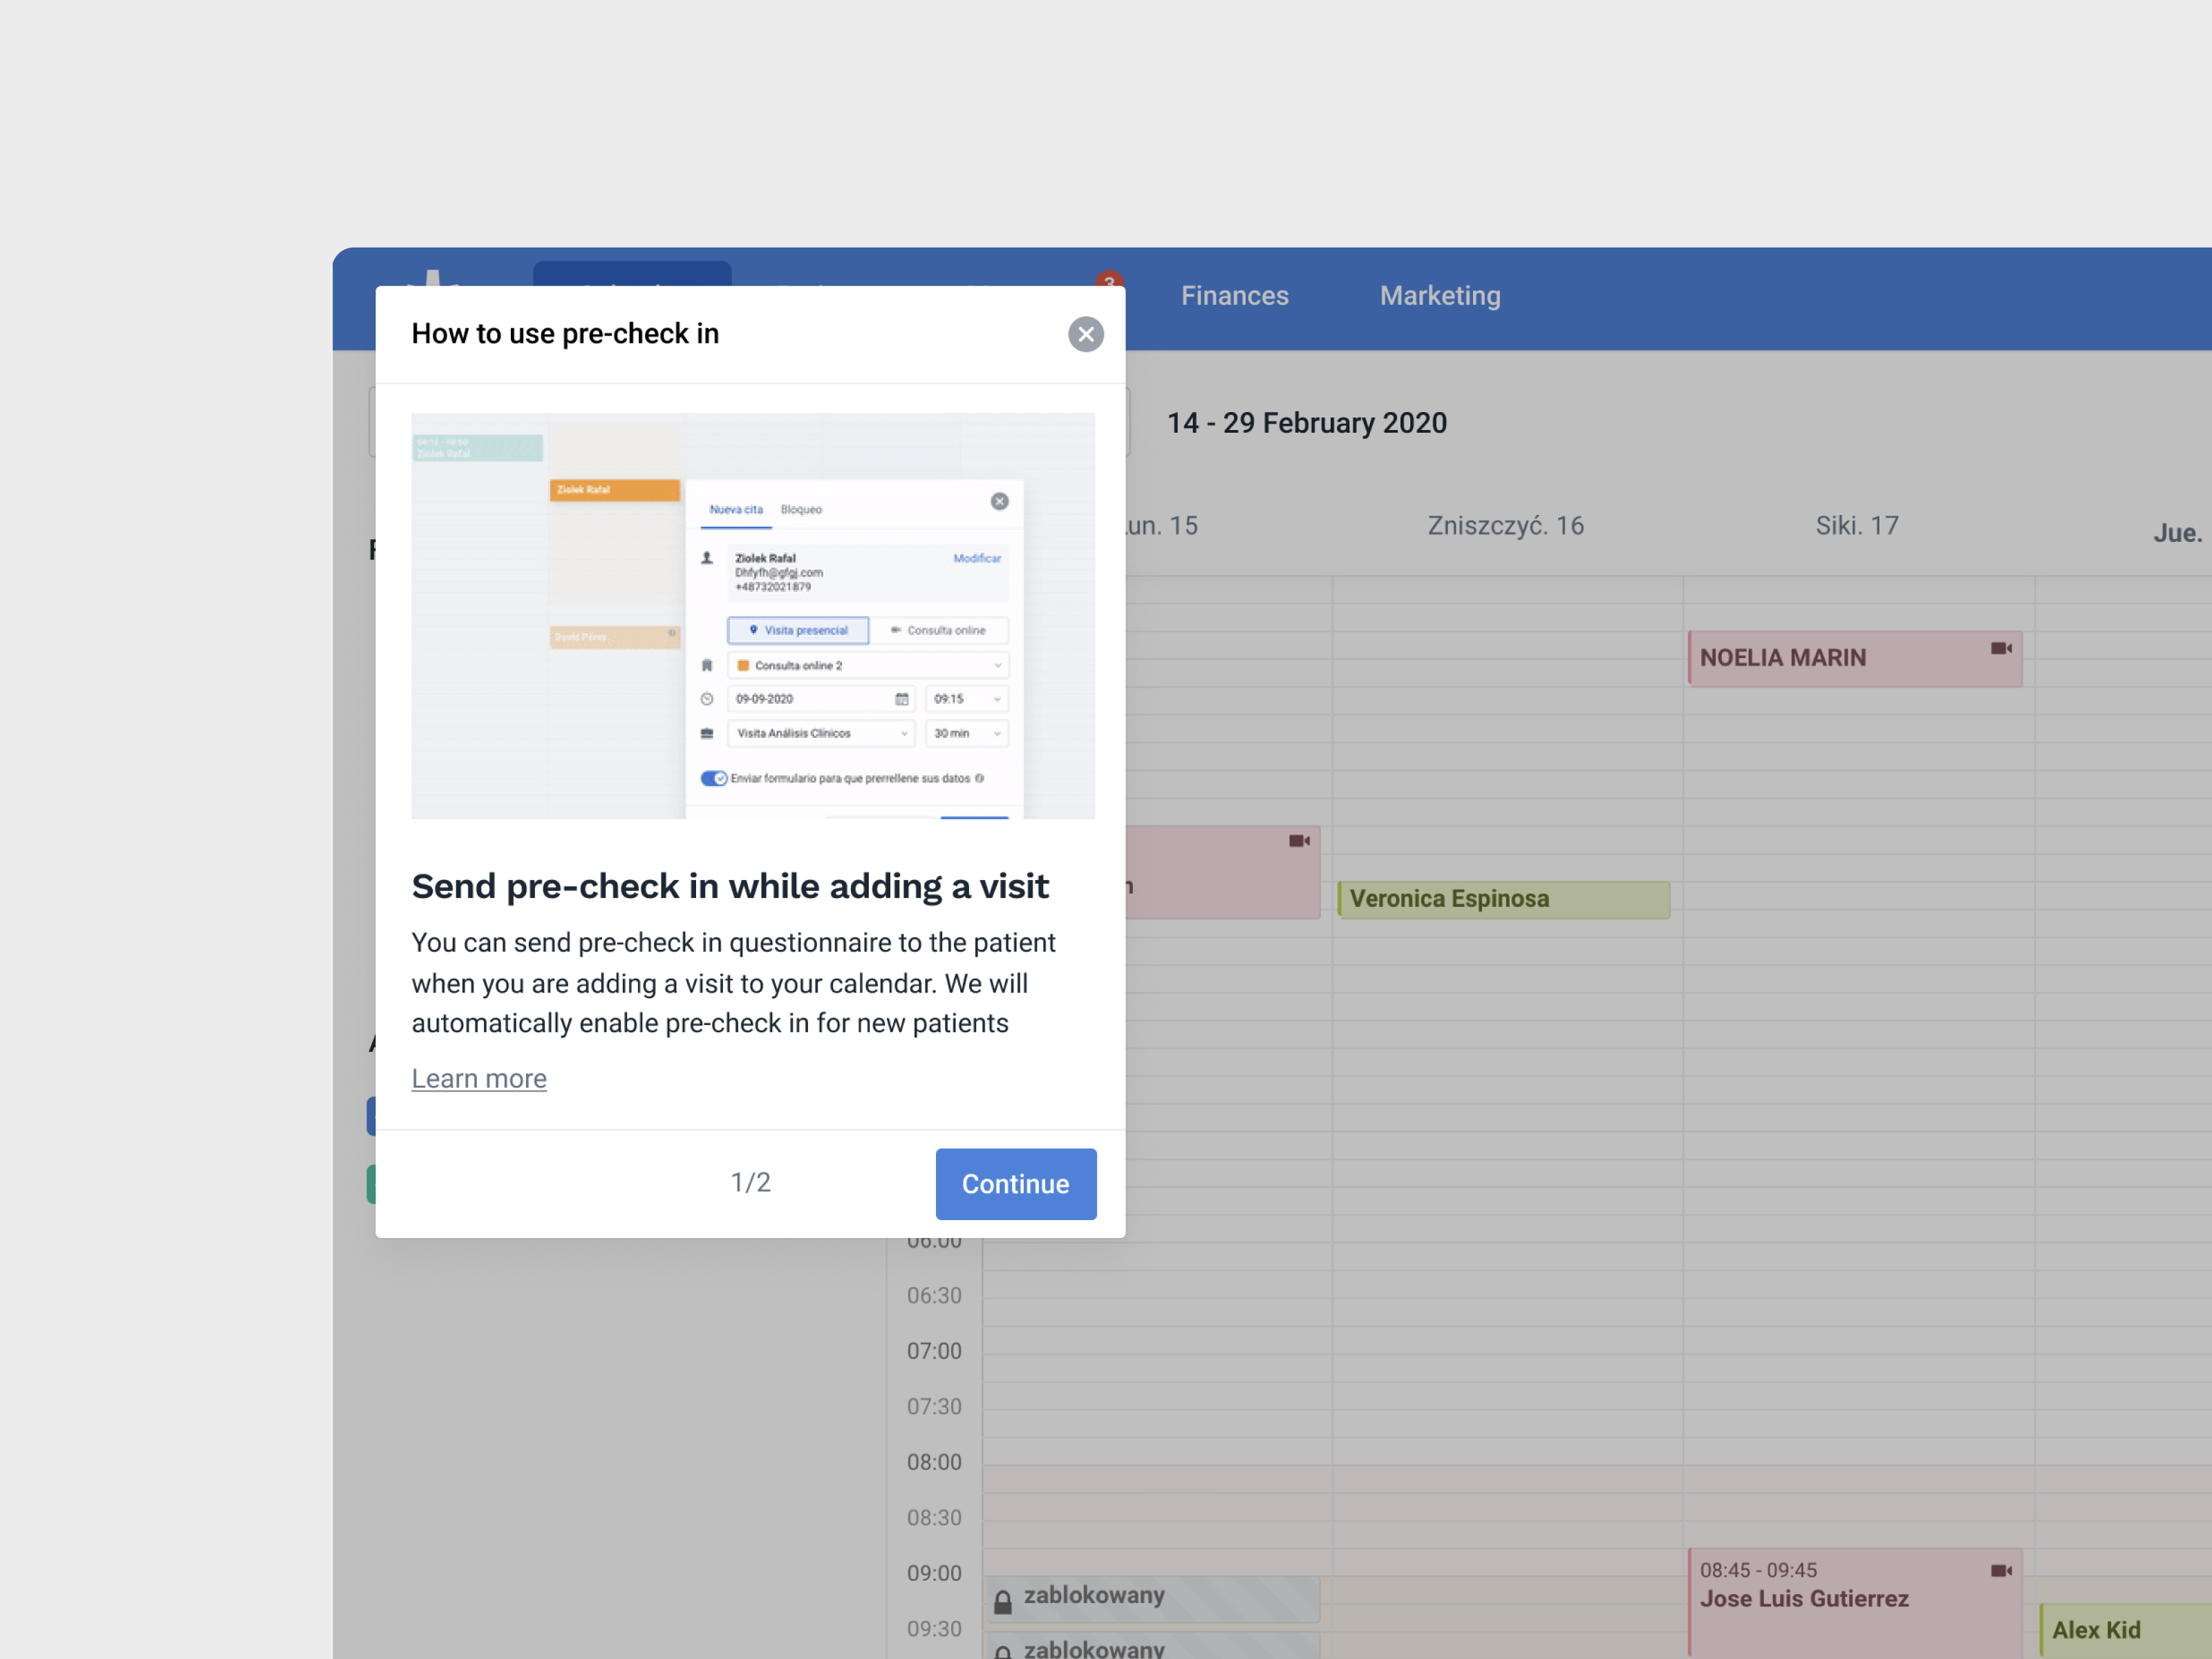 3
Finances
Marketing
How to use pre-check in
14 - 29 February 2020
Ziolek Rafal
Ziolek Rafal
Nueva cita
Bloqueo
Zniszczyć. 16
Siki. 17
Jue.
un. 15
Ziolek Rafal
Modificar
Dhfyfh@gfgj.com
+48732021879
David Pérez
Visita presencial
Consulta online
Consulta online 2
09-09-2020
09:15
Visita Análisis Clínicos
30 min
Enviar formulario para que prerrellene sus datos
NOELIA MARIN
Veronica Espinosa
Send pre-check in while adding a visit
You can send pre-check in questionnaire to the patient
when you are adding a visit to your calendar. We will
automatically enable pre-check in for new patients
Learn more
1/2
Continue
06:00
06:30
07:00
07:30
08:00
08:30
09:00
09:30
zablokowany
zablokowany
08:45 - 09:45
Jose Luis Gutierrez
Alex Kid